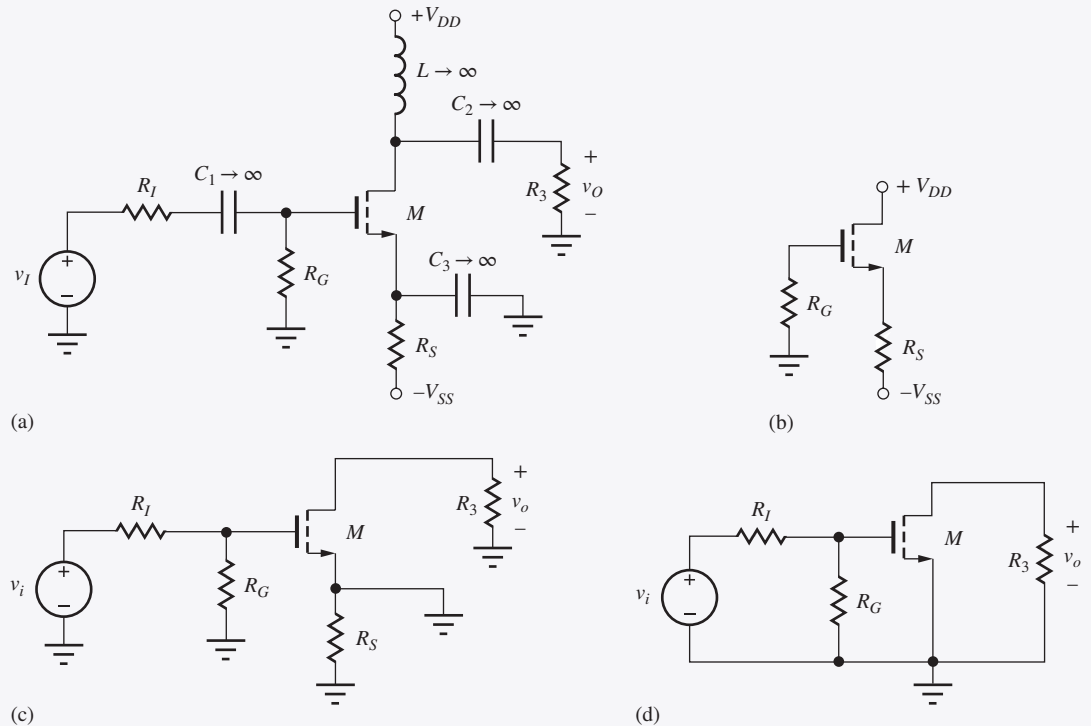 +V_DD
L → ∞
C_2 → ∞
R_I
C_1 → ∞
M
R_3
+
v_O
−
v_I
+
−
R_G
C_3 → ∞
R_S
−V_SS
(a)
+ V_DD
M
R_G
R_S
−V_SS
(b)
R_I
M
R_3
+
v_o
−
v_i
+
−
R_G
R_S
(c)
R_I
M
R_3
+
v_o
−
v_i
+
−
R_G
(d)